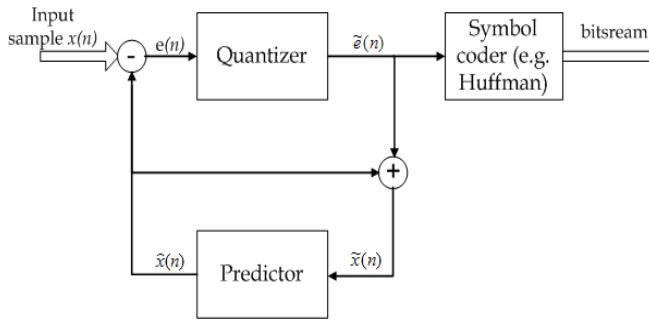 Input
sample x(n)
-
e(n)
Quantizer
ẽ(n)
Symbol
coder (e.g.
Huffman)
bitsream
+
x̂(n)
Predictor
x̃(n)